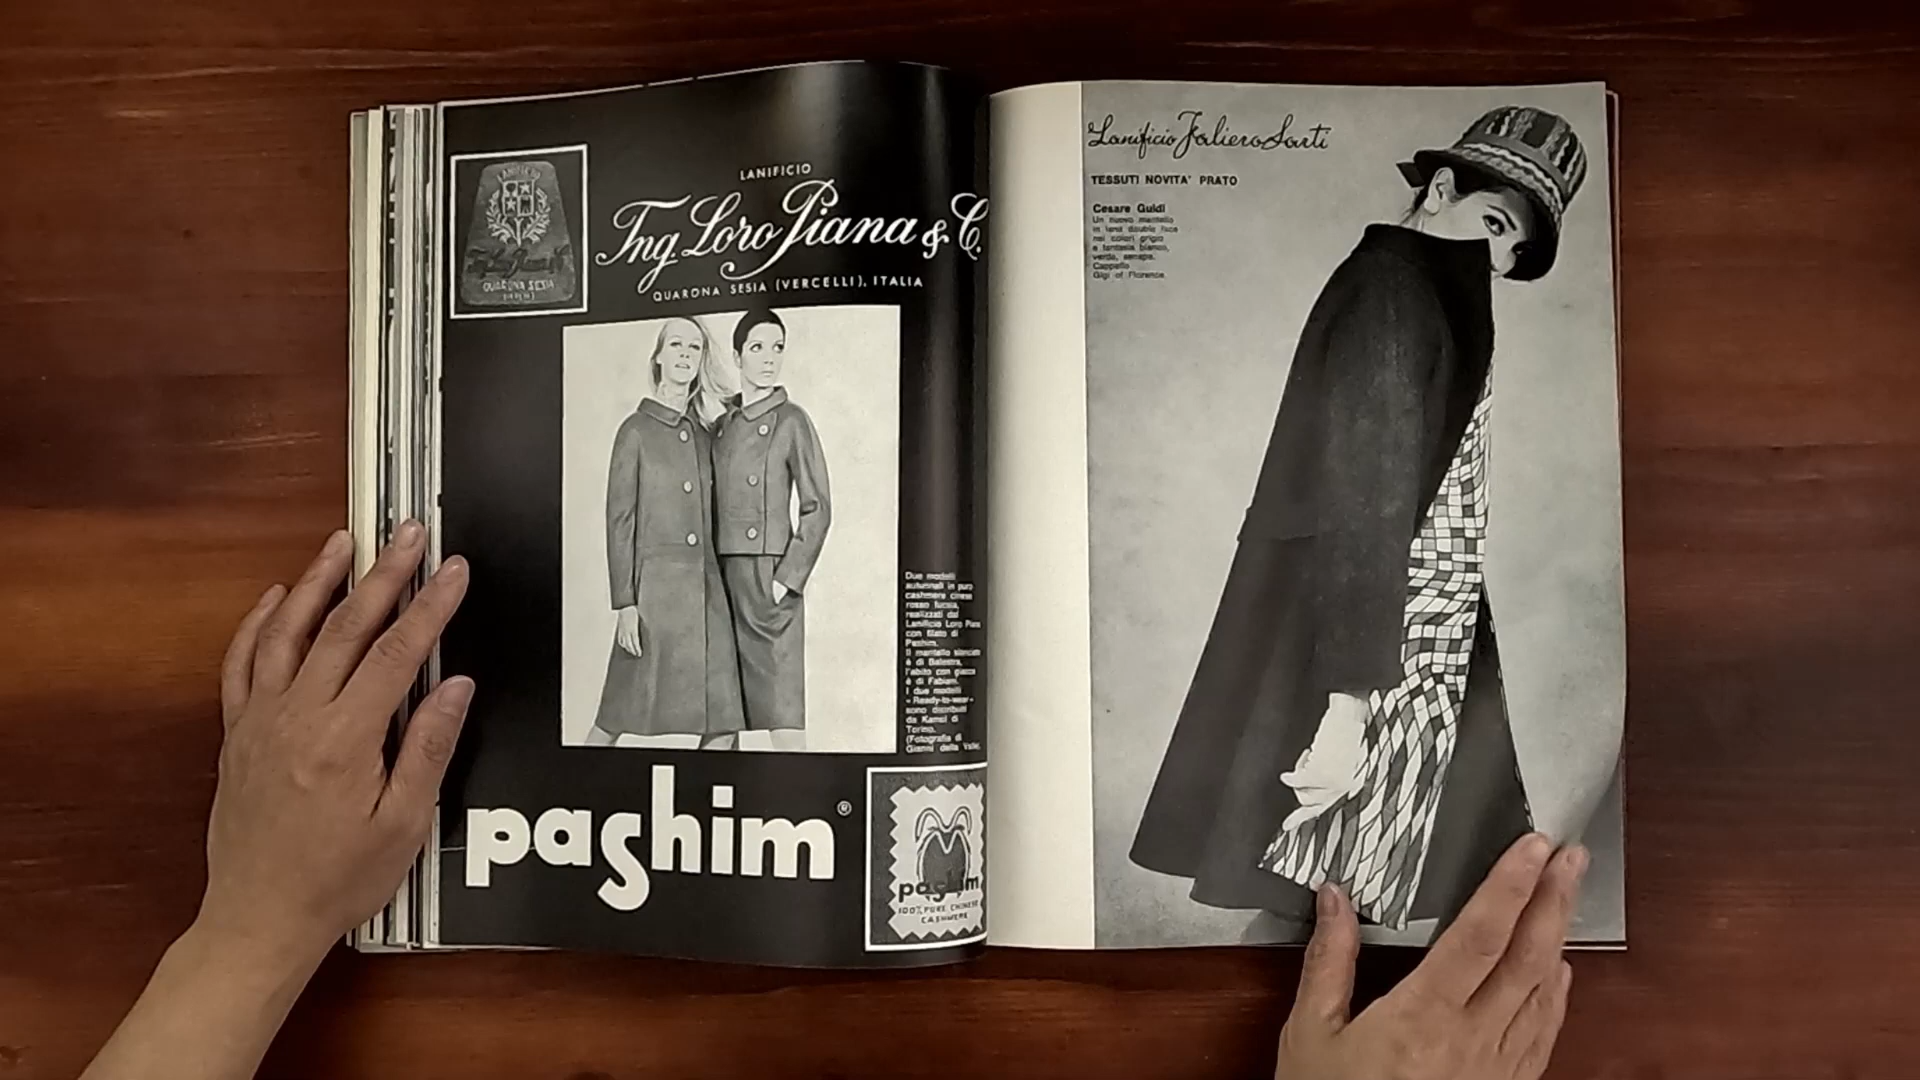 LANIFICIO
QUARONA SESIA
LANIFICIO
Ing. Loro Piana & C.
QUARONA SESIA (VERCELLI), ITALIA
Due modelli
autunnali in puro
cashmere cinese
rosso fucsia,
realizzati dal
Lanificio Loro Piana
con filato di
Pashim.
Il mantello slanciato
è di Balestra,
l'abito con giacca
è di Fabiani.
I due modelli
«Ready-to-wear»
sono distribuiti
da Kamel di
Torino.
(Fotografia di
Gianni della Valle
pashim®
pashim
100% PURE CHINESE
CASHMERE
Lanificio Faliero Sarti
TESSUTI NOVITA' PRATO
Cesare Guidi
Un nuovo mantello
in lana double face
nei colori grigio
e fantasia bianco,
verde, senape.
Cappello
Gigi of Florence.